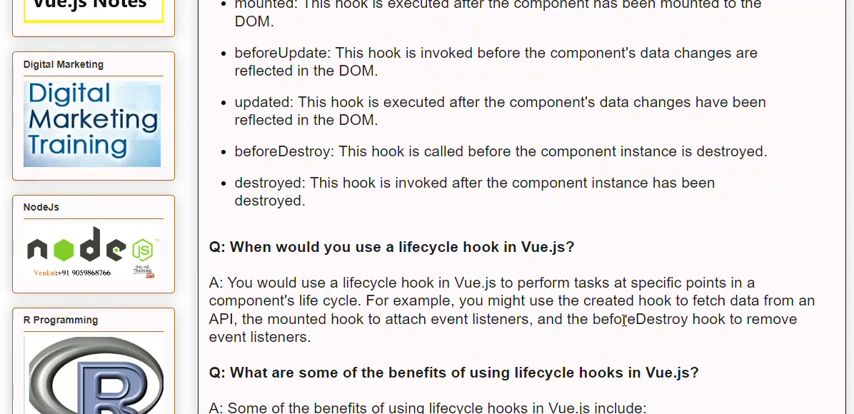 Vue.js Notes
Digital Marketing
Digital
Marketing
Training
NodeJs
node
JS
Venkat:+91 9059868766
ONLINE
TRAINING
R Programming
R
mounted: This hook is executed after the component has been mounted to the
DOM.
beforeUpdate: This hook is invoked before the component's data changes are
reflected in the DOM.
updated: This hook is executed after the component's data changes have been
reflected in the DOM.
beforeDestroy: This hook is called before the component instance is destroyed.
destroyed: This hook is invoked after the component instance has been
destroyed.
Q: When would you use a lifecycle hook in Vue.js?
A: You would use a lifecycle hook in Vue.js to perform tasks at specific points in a
component's life cycle. For example, you might use the created hook to fetch data from an
API, the mounted hook to attach event listeners, and the beforeDestroy hook to remove
event listeners.
Q: What are some of the benefits of using lifecycle hooks in Vue.js?
A: Some of the benefits of using lifecycle hooks in Vue.js include: